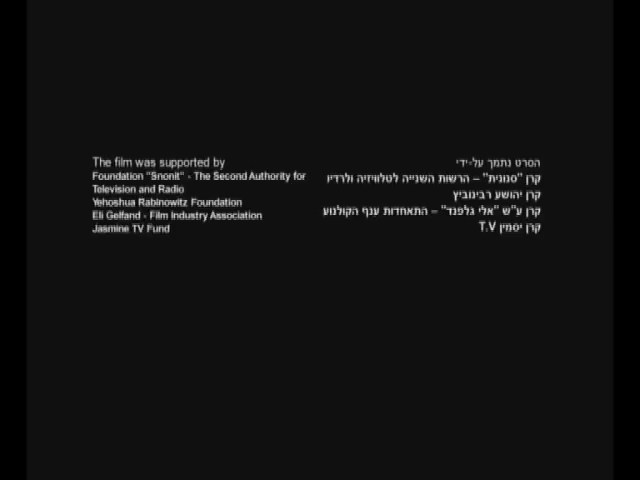 The film was supported by
Foundation "Snonit" - The Second Authority for
Television and Radio
Yehoshua Rabinowitz Foundation
Eli Gelfand - Film Industry Association
Jasmine TV Fund
הסרט נתמך על-ידי
קרן "סנונית" – הרשות השנייה לטלוויזיה ולרדיו
קרן יהושע רבינוביץ
קרן ע"ש "אלי גלפנד" – התאחדות ענף הקולנוע
קרן יסמין T.V